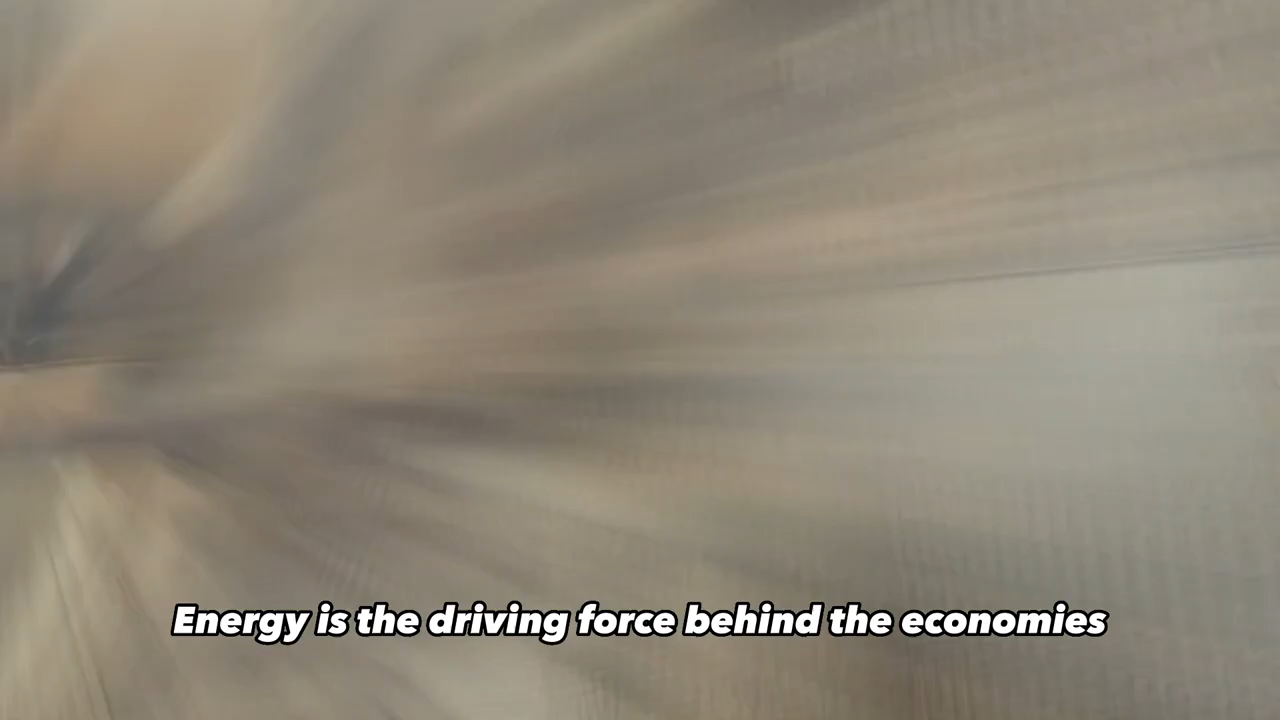 Energy is the driving force behind the economies